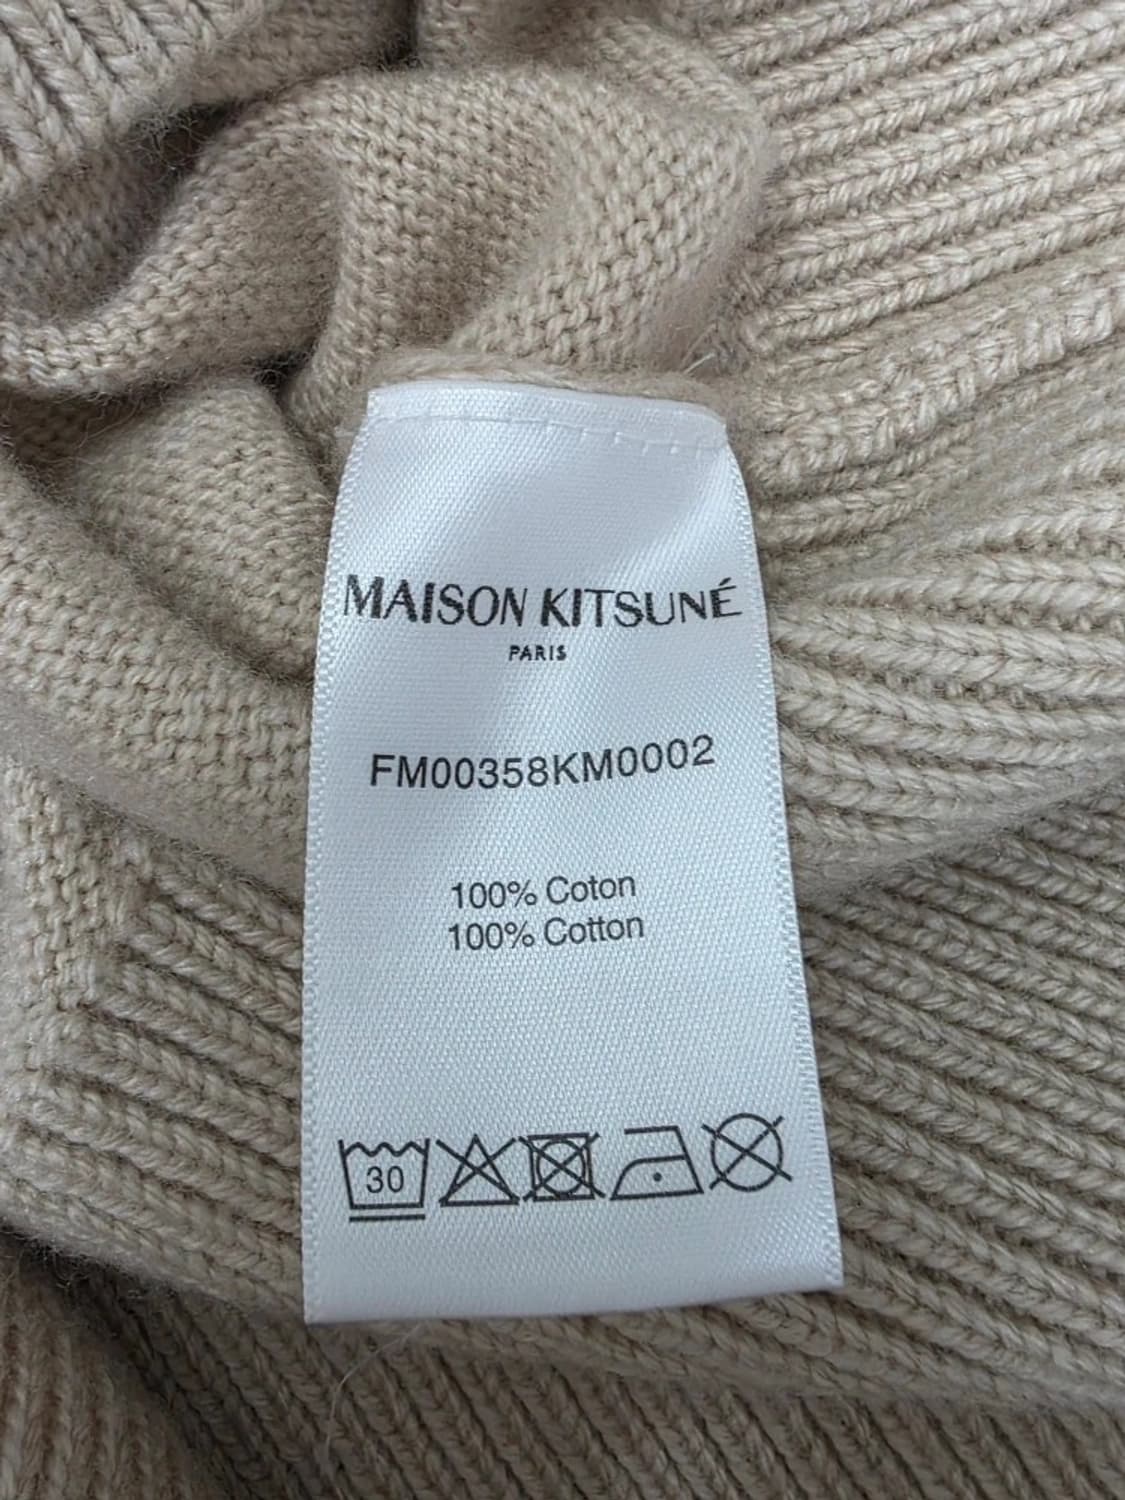 MAISON KITSUNÉ
PARIS
FM00358KM0002
100% Coton
100% Cotton
30